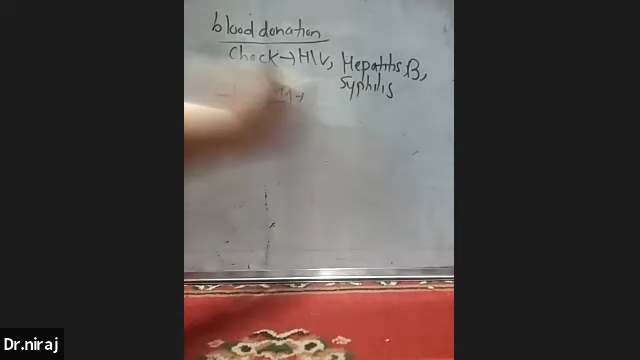 blood donation
check → HIV, Hepatitis B,
Syphilis
Dr.niraj